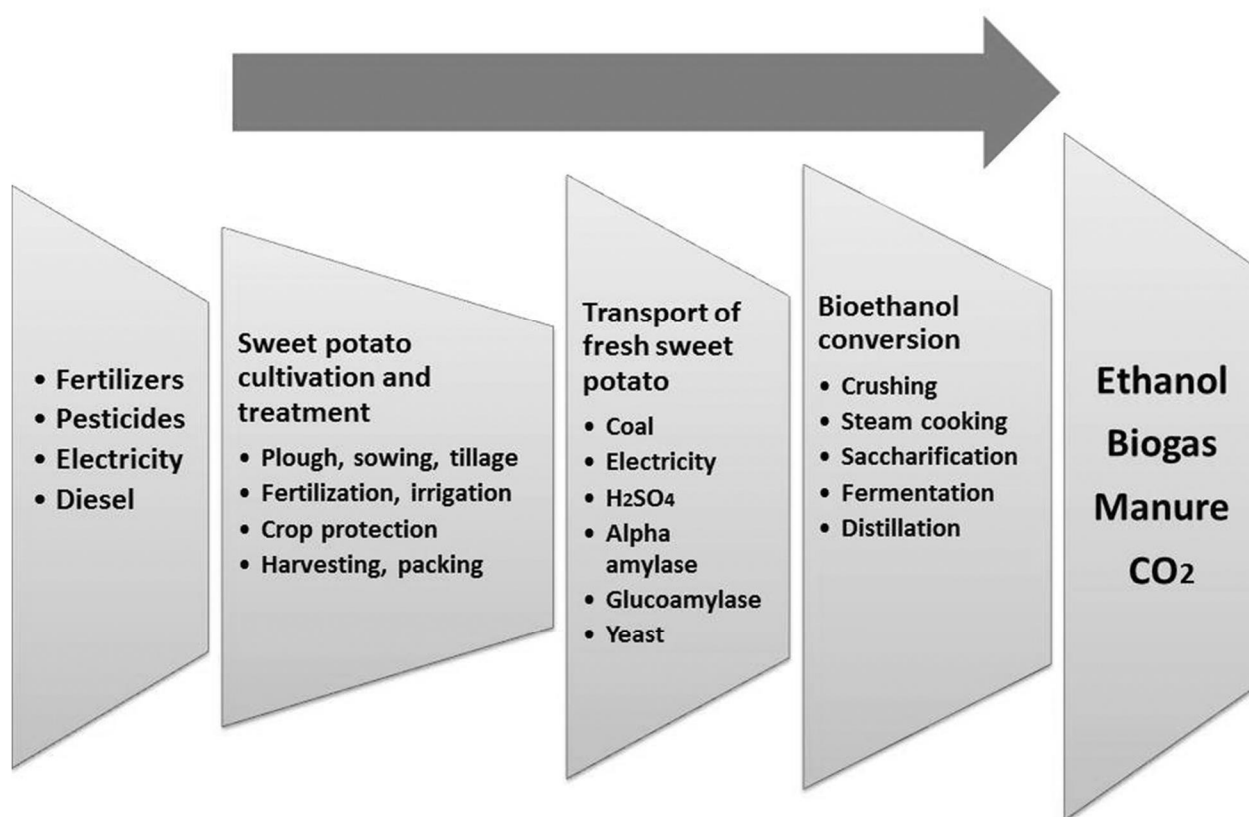 • Fertilizers
• Pesticides
• Electricity
• Diesel
Sweet potato
cultivation and
treatment
• Plough, sowing, tillage
• Fertilization, irrigation
• Crop protection
• Harvesting, packing
Transport of
fresh sweet
potato
• Coal
• Electricity
• H₂SO₄
• Alpha
amylase
• Glucoamylase
• Yeast
Bioethanol
conversion
• Crushing
• Steam cooking
• Saccharification
• Fermentation
• Distillation
Ethanol
Biogas
Manure
CO₂